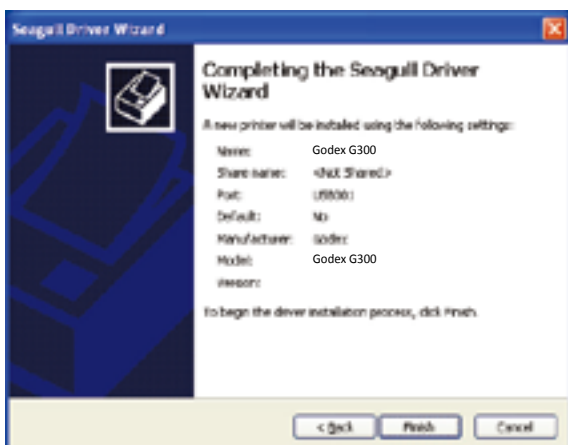 Seagull Driver Wizard
Completing the Seagull Driver
Wizard
A new printer will be installed using the following settings:
Name: Godex G300
Share name: <Not Shared>
Port: USB001
Default: No
Manufacturer: Godex
Model: Godex G300
Version:
To begin the driver installation process, click Finish.
< Back Finish Cancel